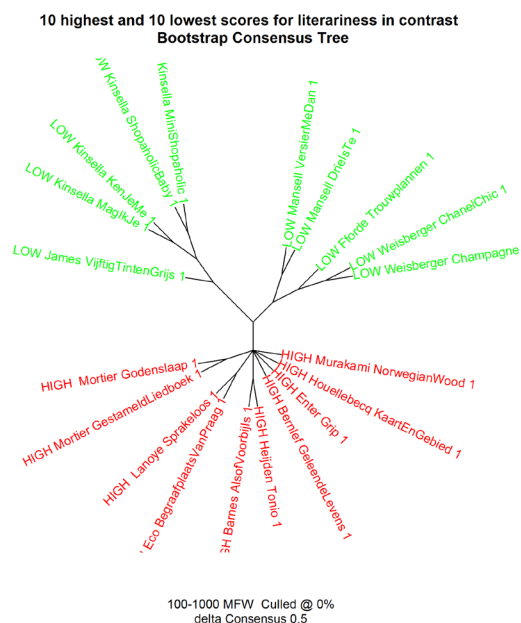 10 highest and 10 lowest scores for literariness in contrast
Bootstrap Consensus Tree
W Kinsella ShopaholicBaby 1
Kinsella MiniShopaholic 1
LOW Kinsella KenJeMe 1
LOW Kinsella MagIkJe 1
LOW James VijftigTintenGrijs 1
LOW Mansell VersierMeDan 1
LOW Mansell DrieIsTe 1
LOW Fforde Trouwplannen 1
LOW Weisberger ChanelChic 1
LOW Weisberger Champagne
HIGH Murakami NorwegianWood 1
HIGH Houellebecq KaartEnGebied 1
HIGH Enter Grip 1
HIGH Bernlef GeleendeLevens 1
HIGH Heijden Tonio 1
GH Barnes AlsofVoorbijIs 1
Eco BegraafplaatsVanPraag 1
HIGH Lanoye Sprakeloos 1
HIGH Mortier GestameldLiedboek 1
HIGH Mortier Godenslaap 1
100-1000 MFW Culled @ 0%
delta Consensus 0.5